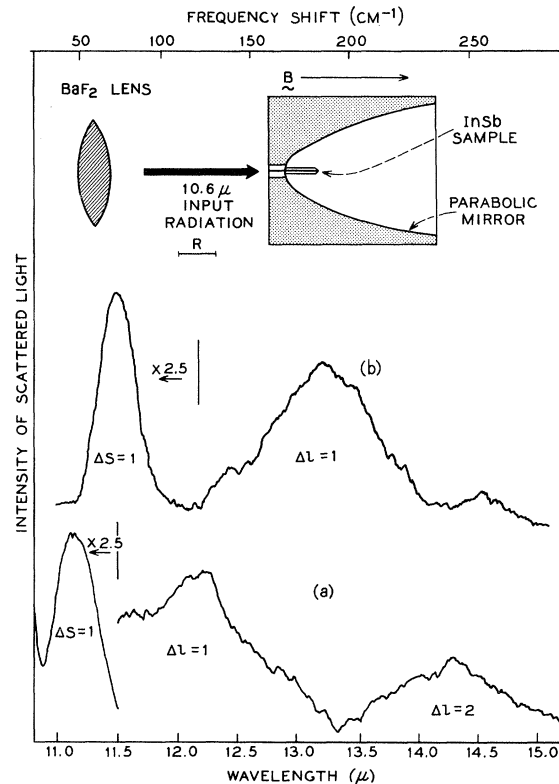 FREQUENCY SHIFT (CM⁻¹)
50 100 150 200 250
B
BaF₂ LENS
InSb
SAMPLE
10.6 μ
INPUT
RADIATION
R
PARABOLIC
MIRROR
INTENSITY OF SCATTERED LIGHT
X 2.5
(b)
ΔS=1
Δl=1
X 2.5
(a)
ΔS=1
Δl=1
Δl=2
11.0 11.5 12.0 12.5 13.0 13.5 14.0 14.5 15.0
WAVELENGTH (μ)